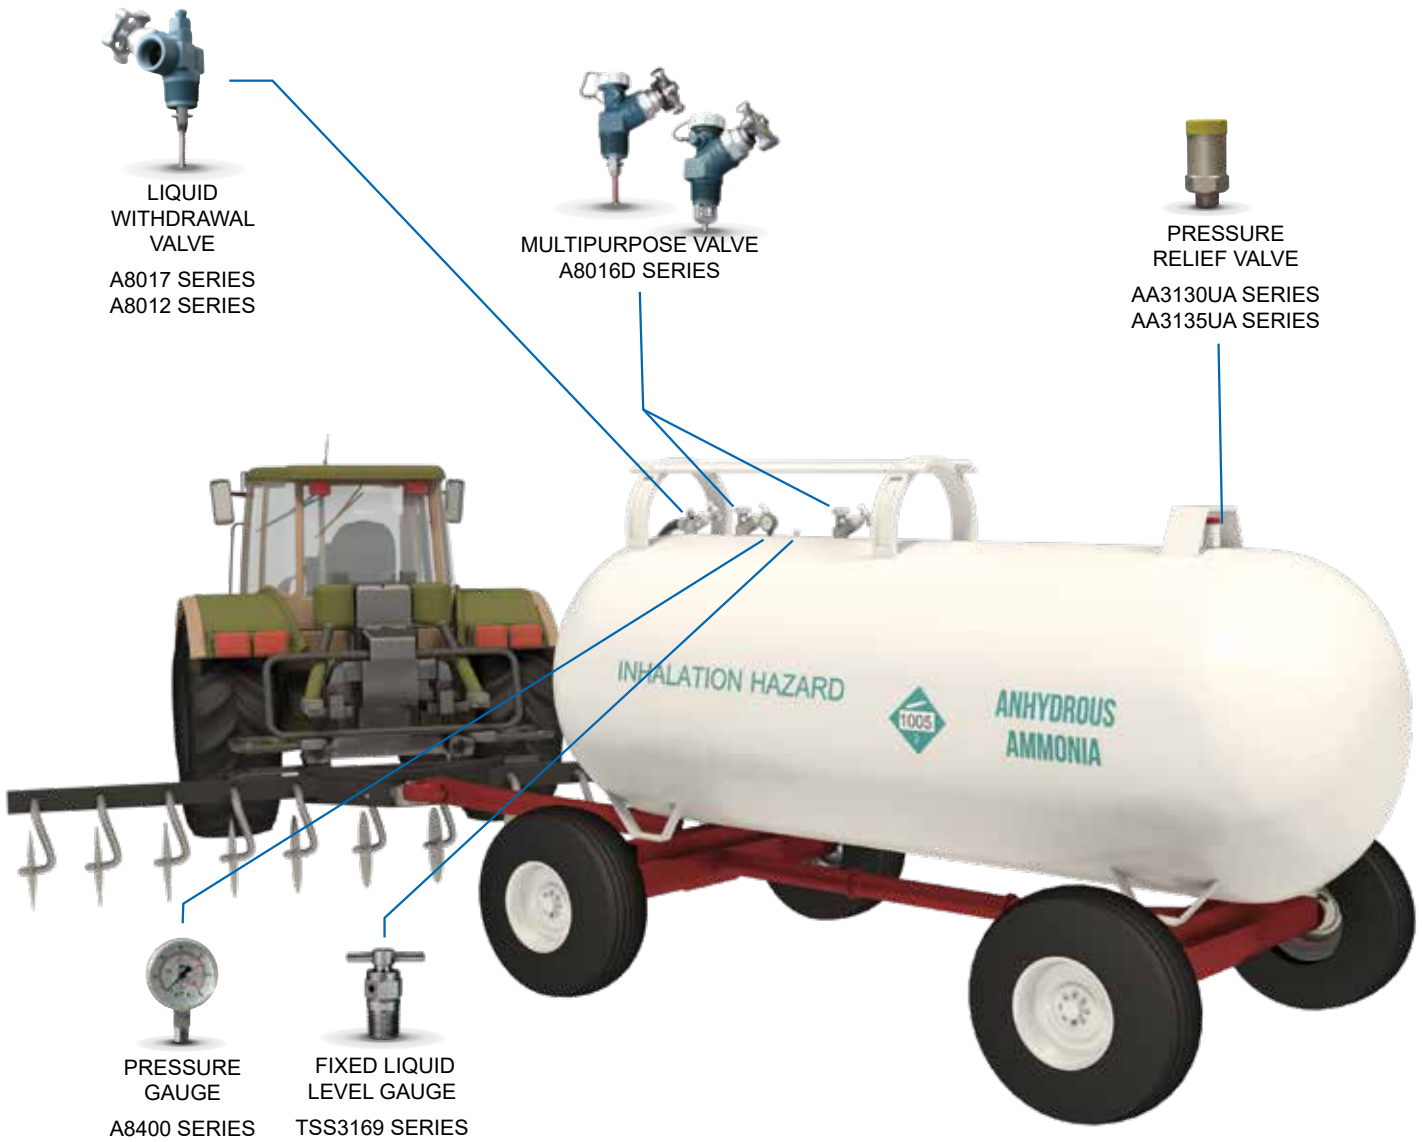 LIQUID
WITHDRAWAL
VALVE
A8017 SERIES
A8012 SERIES
MULTIPURPOSE VALVE
A8016D SERIES
PRESSURE
RELIEF VALVE
AA3130UA SERIES
AA3135UA SERIES
INHALATION HAZARD
1005
ANHYDROUS
AMMONIA
PRESSURE
GAUGE
A8400 SERIES
FIXED LIQUID
LEVEL GAUGE
TSS3169 SERIES